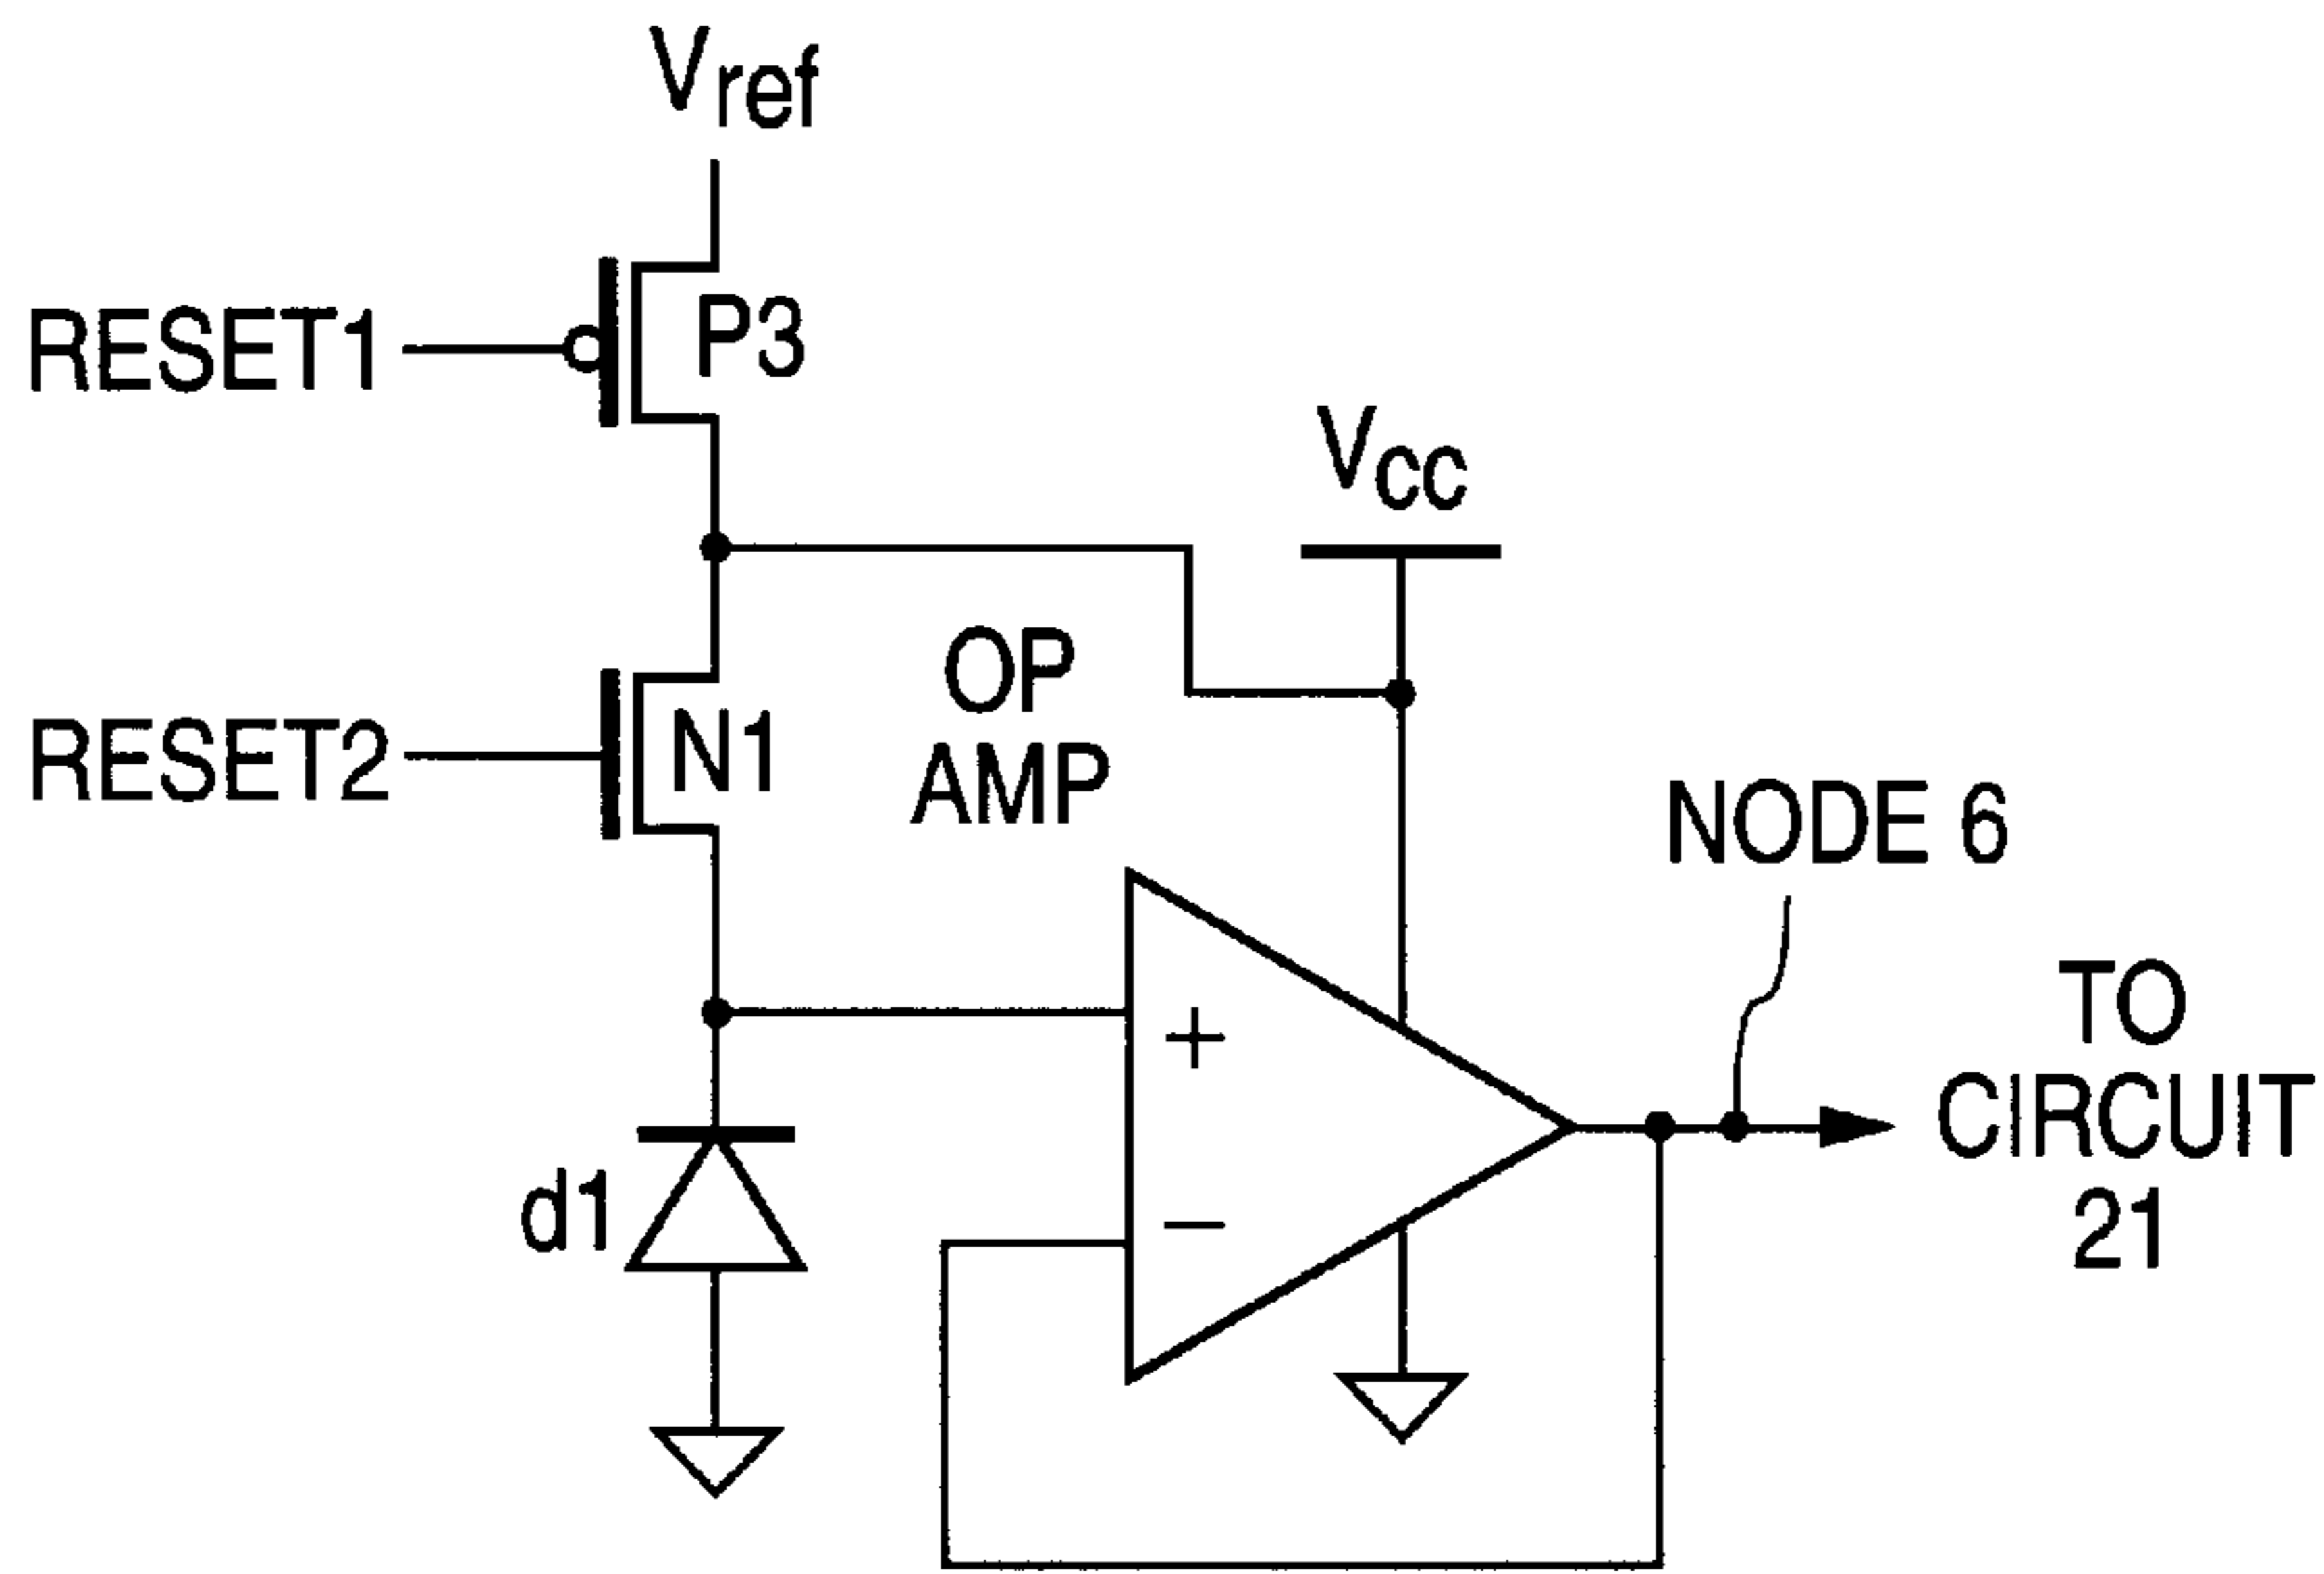 Vref
RESET1
P3
VCC
OP
AMP
RESET2
N1
NODE 6
+
TO
CIRCUIT
21
d1
−